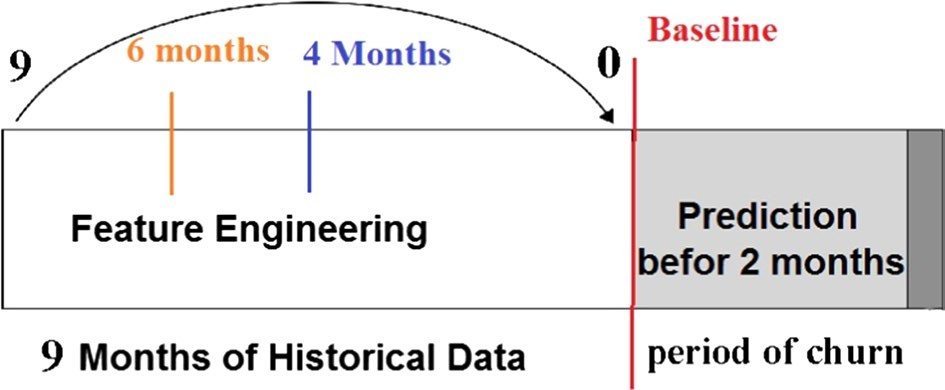 Baseline
9
6 months
4 Months
0
Feature Engineering
Prediction
befor 2 months
9 Months of Historical Data
period of churn